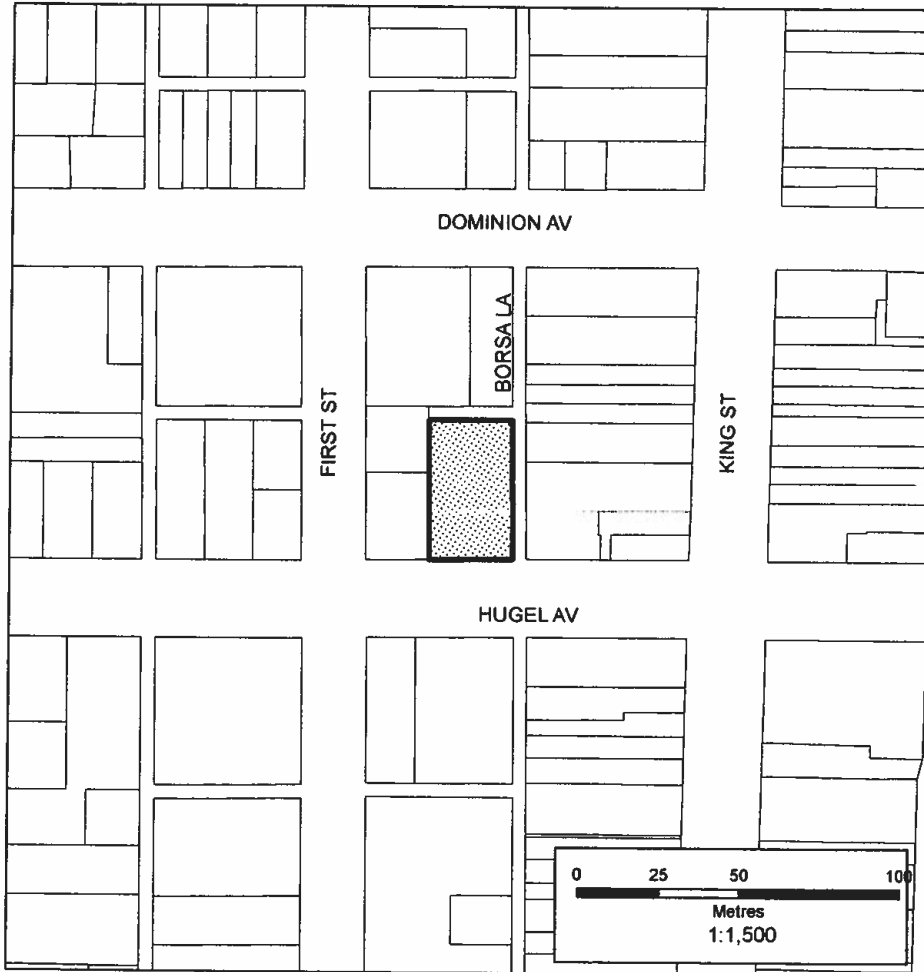 DOMINION AV
BORSA LA
FIRST ST
KING ST
HUGEL AV
0 25 50 100
Metres
1:1,500